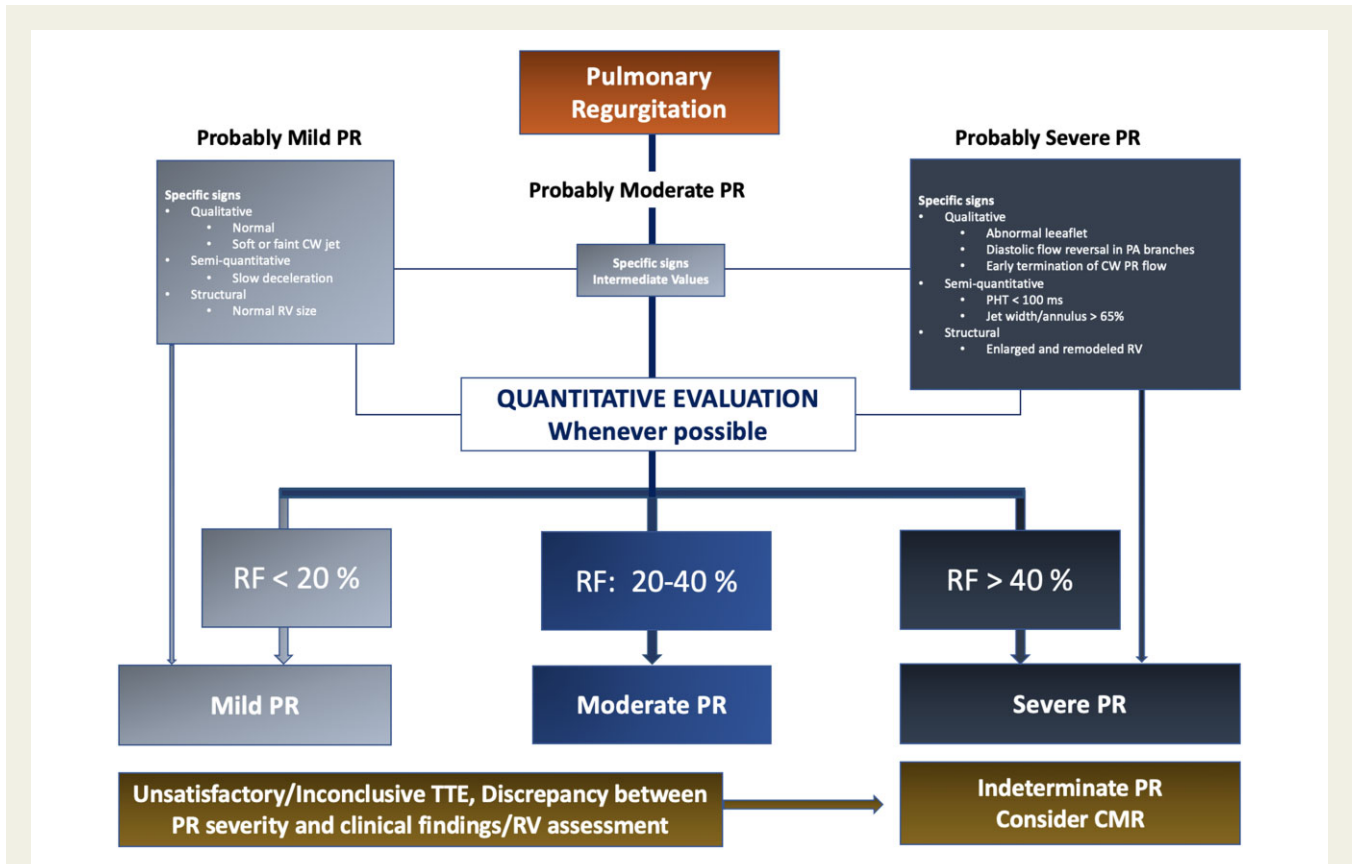 Pulmonary
Regurgitation
Probably Mild PR
Probably Severe PR
Probably Moderate PR
Specific signs
• Qualitative
• Normal
• Soft or faint CW jet
• Semi-quantitative
• Slow deceleration
• Structural
• Normal RV size
Specific signs
Intermediate Values
Specific signs
• Qualitative
• Abnormal leeaflet
• Diastolic flow reversal in PA branches
• Early termination of CW PR flow
• Semi-quantitative
• PHT < 100 ms
• Jet width/annulus > 65%
• Structural
• Enlarged and remodeled RV
QUANTITATIVE EVALUATION
Whenever possible
RF < 20 %
RF: 20-40 %
RF > 40 %
Mild PR
Moderate PR
Severe PR
Unsatisfactory/Inconclusive TTE, Discrepancy between
PR severity and clinical findings/RV assessment
Indeterminate PR
Consider CMR